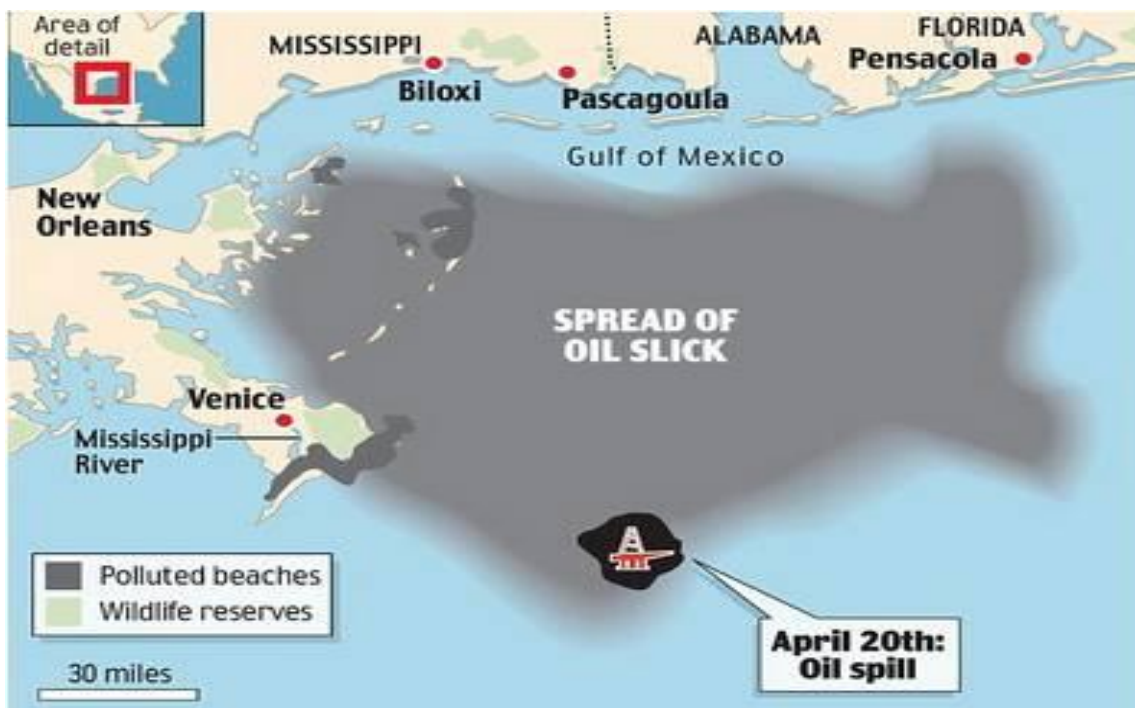 Area of
detail
MISSISSIPPI
ALABAMA
FLORIDA
Pensacola
Biloxi
Pascagoula
Gulf of Mexico
New
Orleans
SPREAD OF
OIL SLICK
Venice
Mississippi
River
Polluted beaches
Wildlife reserves
30 miles
April 20th:
Oil spill